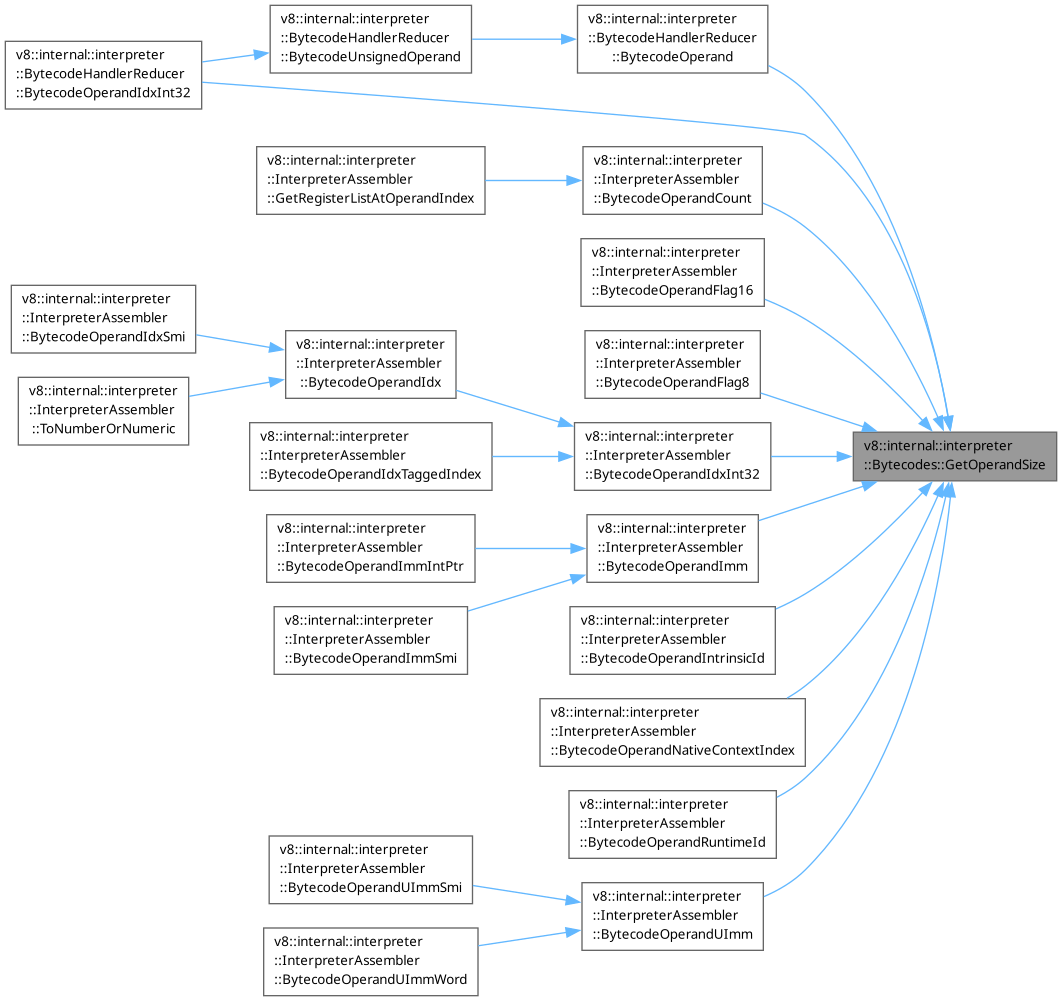 v8::internal::interpreter
::BytecodeHandlerReducer
::BytecodeOperandIdxInt32
v8::internal::interpreter
::BytecodeHandlerReducer
::BytecodeUnsignedOperand
v8::internal::interpreter
::BytecodeHandlerReducer
::BytecodeOperand
v8::internal::interpreter
::InterpreterAssembler
::GetRegisterListAtOperandIndex
v8::internal::interpreter
::InterpreterAssembler
::BytecodeOperandCount
v8::internal::interpreter
::InterpreterAssembler
::BytecodeOperandFlag16
v8::internal::interpreter
::InterpreterAssembler
::BytecodeOperandIdxSmi
v8::internal::interpreter
::InterpreterAssembler
::BytecodeOperandIdx
v8::internal::interpreter
::InterpreterAssembler
::BytecodeOperandFlag8
v8::internal::interpreter
::InterpreterAssembler
::ToNumberOrNumeric
v8::internal::interpreter
::InterpreterAssembler
::BytecodeOperandIdxTaggedIndex
v8::internal::interpreter
::InterpreterAssembler
::BytecodeOperandIdxInt32
v8::internal::interpreter
::Bytecodes::GetOperandSize
v8::internal::interpreter
::InterpreterAssembler
::BytecodeOperandImmIntPtr
v8::internal::interpreter
::InterpreterAssembler
::BytecodeOperandImm
v8::internal::interpreter
::InterpreterAssembler
::BytecodeOperandImmSmi
v8::internal::interpreter
::InterpreterAssembler
::BytecodeOperandIntrinsicId
v8::internal::interpreter
::InterpreterAssembler
::BytecodeOperandNativeContextIndex
v8::internal::interpreter
::InterpreterAssembler
::BytecodeOperandRuntimeId
v8::internal::interpreter
::InterpreterAssembler
::BytecodeOperandUImmSmi
v8::internal::interpreter
::InterpreterAssembler
::BytecodeOperandUImm
v8::internal::interpreter
::InterpreterAssembler
::BytecodeOperandUImmWord